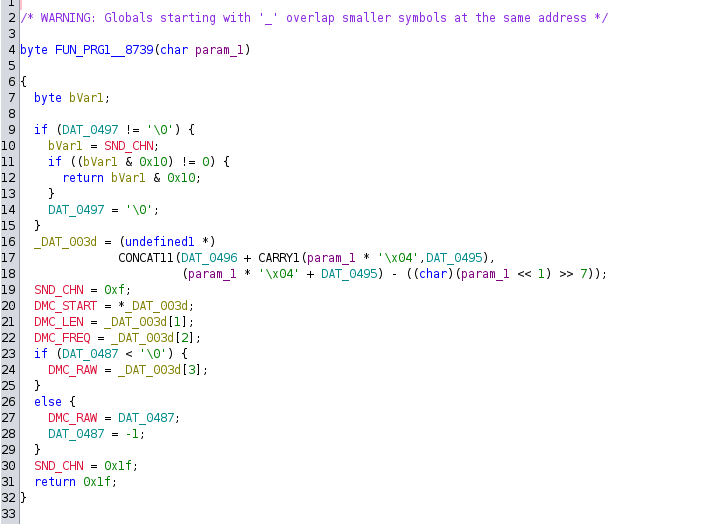 1
2 /* WARNING: Globals starting with '_' overlap smaller symbols at the same address */
3
4 byte FUN_PRG1__8739(char param_1)
5
6 {
7 byte bVar1;
8
9 if (DAT_0497 != '\0') {
10 bVar1 = SND_CHN;
11 if ((bVar1 & 0x10) != 0) {
12 return bVar1 & 0x10;
13 }
14 DAT_0497 = '\0';
15 }
16 _DAT_003d = (undefined1 *)
17 CONCAT11(DAT_0496 + CARRY1(param_1 * '\x04',DAT_0495),
18 (param_1 * '\x04' + DAT_0495) - ((char)(param_1 << 1) >> 7));
19 SND_CHN = 0xf;
20 DMC_START = *_DAT_003d;
21 DMC_LEN = _DAT_003d[1];
22 DMC_FREQ = _DAT_003d[2];
23 if (DAT_0487 < '\0') {
24 DMC_RAW = _DAT_003d[3];
25 }
26 else {
27 DMC_RAW = DAT_0487;
28 DAT_0487 = -1;
29 }
30 SND_CHN = 0x1f;
31 return 0x1f;
32 }
33